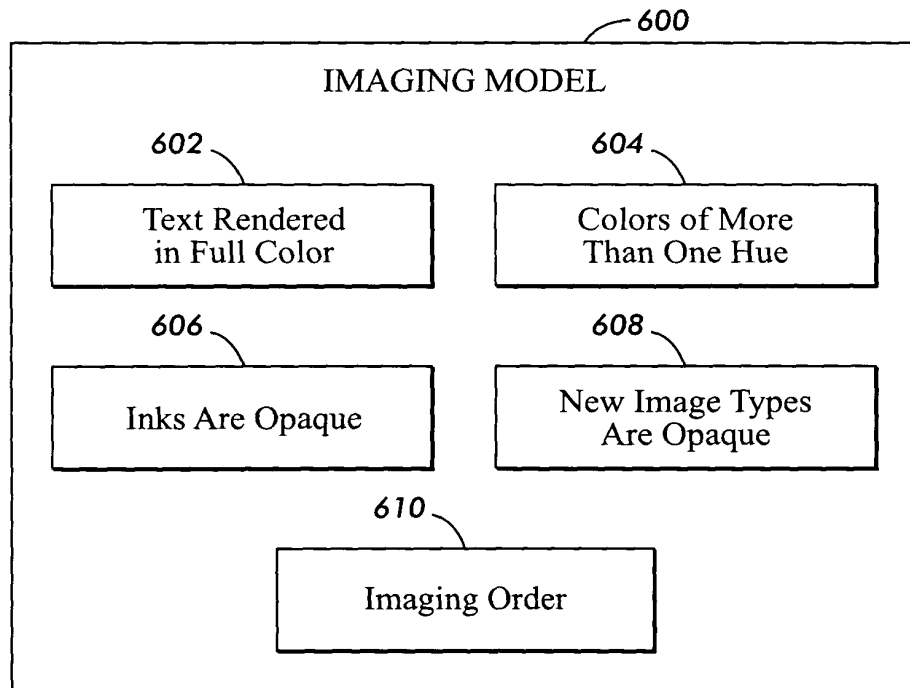 600
IMAGING MODEL
602
Text Rendered
in Full Color
604
Colors of More
Than One Hue
606
Inks Are Opaque
608
New Image Types
Are Opaque
610
Imaging Order